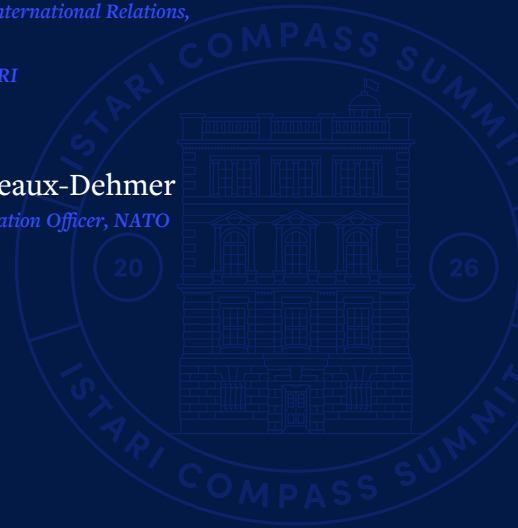 nternational Relations,
RI
eaux-Dehmer
ation Officer, NATO
ISTARI COMPASS SUMMIT
20
26
ISTARI COMPASS SUMMIT